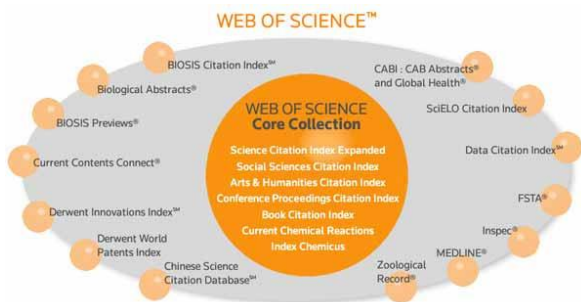 WEB OF SCIENCE™
BIOSIS Citation Index℠
Biological Abstracts®
BIOSIS Previews®
Current Contents Connect®
Derwent Innovations Index℠
Derwent World
Patents Index
Chinese Science
Citation Database℠
WEB OF SCIENCE
Core Collection
Science Citation Index Expanded
Social Sciences Citation Index
Arts & Humanities Citation Index
Conference Proceedings Citation Index
Book Citation Index
Current Chemical Reactions
Index Chemicus
CABI : CAB Abstracts®
and Global Health®
SciELO Citation Index
Data Citation Index℠
FSTA®
Inspec®
MEDLINE®
Zoological
Record®